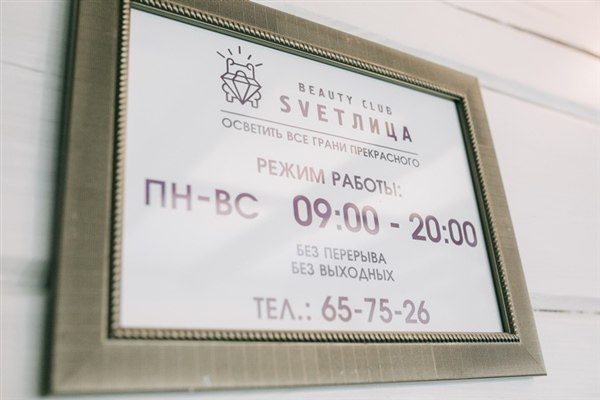 BEAUTY CLUB
SVETЛИЦА
ОСВЕТИТЬ ВСЕ ГРАНИ ПРЕКРАСНОГО
РЕЖИМ РАБОТЫ:
ПН-ВС 09:00 - 20:00
БЕЗ ПЕРЕРЫВА
БЕЗ ВЫХОДНЫХ
ТЕЛ.: 65-75-26